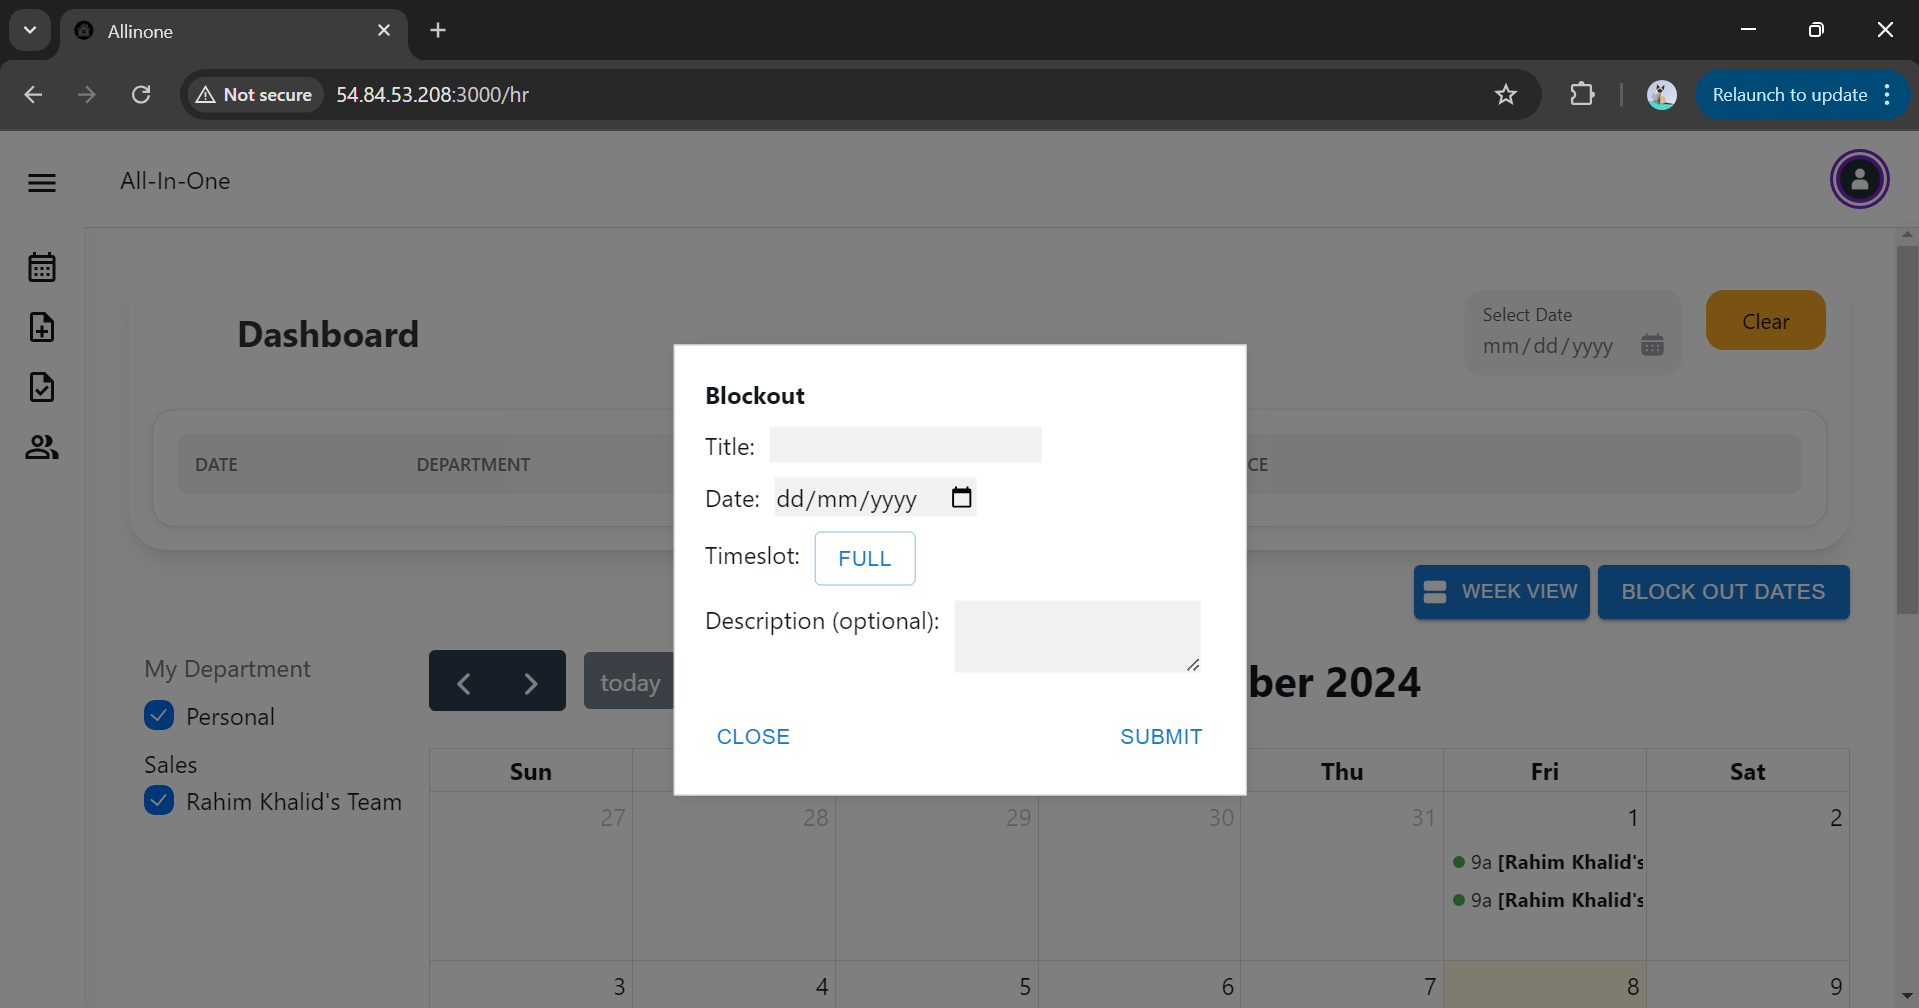 Allinone
Not secure 54.84.53.208:3000/hr
Relaunch to update
All-In-One
Dashboard
Select Date
mm/dd/yyyy
Clear
DATE DEPARTMENT CE
Blockout
Title:
Date: dd/mm/yyyy
Timeslot: FULL
Description (optional):
CLOSE SUBMIT
WEEK VIEW BLOCK OUT DATES
My Department
Personal
Sales
Rahim Khalid's Team
today ber 2024
Sun Thu Fri Sat
27 28 29 30 31 1 2
9a [Rahim Khalid's
9a [Rahim Khalid's
3 4 5 6 7 8 9